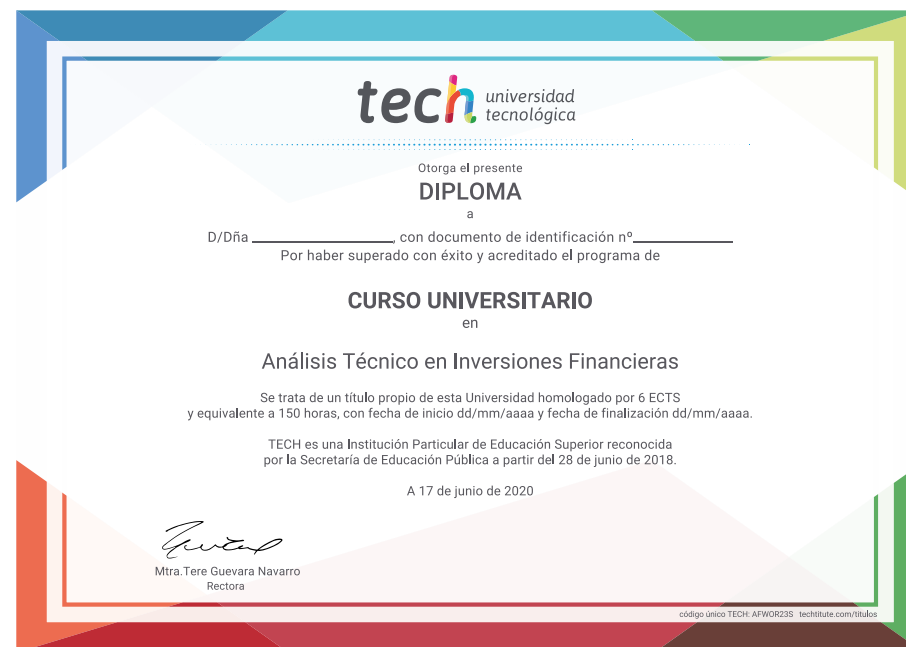 tech universidad
tecnológica
Otorga el presente
DIPLOMA
a
D/Dña ____________________, con documento de identificación nº______________
Por haber superado con éxito y acreditado el programa de
CURSO UNIVERSITARIO
en
Análisis Técnico en Inversiones Financieras
Se trata de un título propio de esta Universidad homologado por 6 ECTS
y equivalente a 150 horas, con fecha de inicio dd/mm/aaaa y fecha de finalización dd/mm/aaaa.
TECH es una Institución Particular de Educación Superior reconocida
por la Secretaría de Educación Pública a partir del 28 de junio de 2018.
A 17 de junio de 2020
Mtra.Tere Guevara Navarro
Rectora
código único TECH: AFWOR23S techtitute.com/titulos